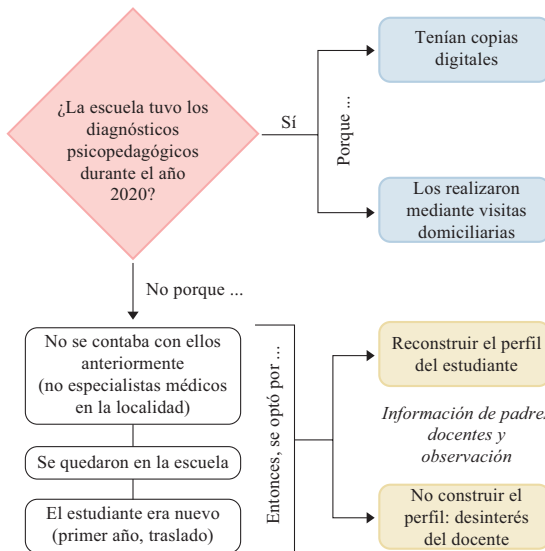 ¿La escuela tuvo los
diagnósticos
psicopedagógicos
durante el año
2020?
Sí
Porque ...
Tenían copias
digitales
Los realizaron
mediante visitas
domiciliarias
No porque ...
No se contaba con ellos
anteriormente
(no especialistas médicos
en la localidad)
Se quedaron en la escuela
El estudiante era nuevo
(primer año, traslado)
Entonces, se optó por ...
Reconstruir el perfil
del estudiante
Información de padres
docentes y
observación
No construir el
perfil: desinterés
del docente